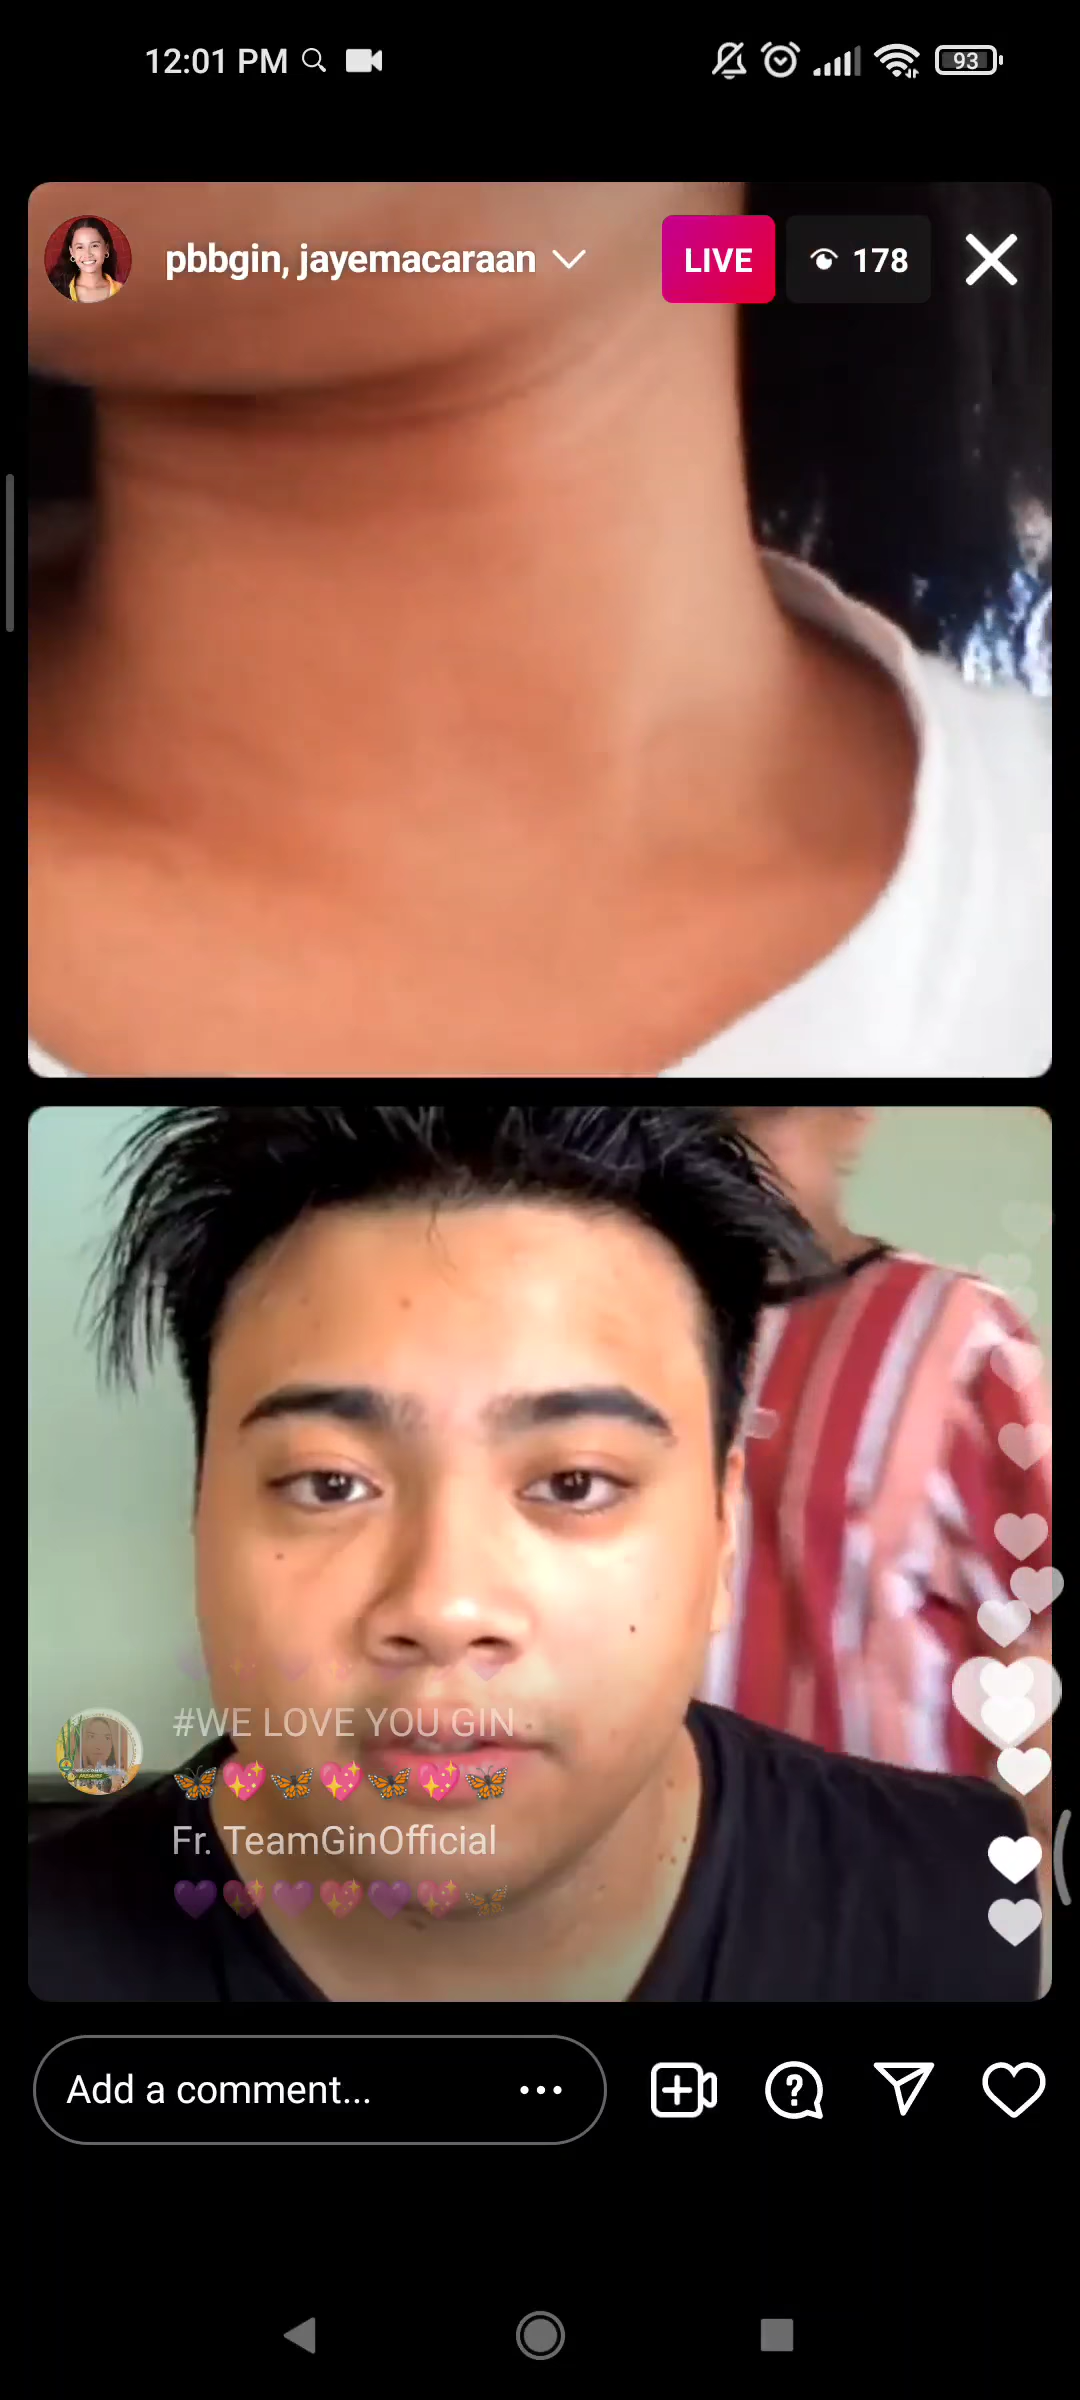 12:01 PM
93
pbbgin, jayemacaraan
LIVE
178
#WE LOVE YOU GIN
🦋💖🦋💖🦋💖🦋
Fr. TeamGinOfficial
💜💖💜💖💜💖🦋
Add a comment...